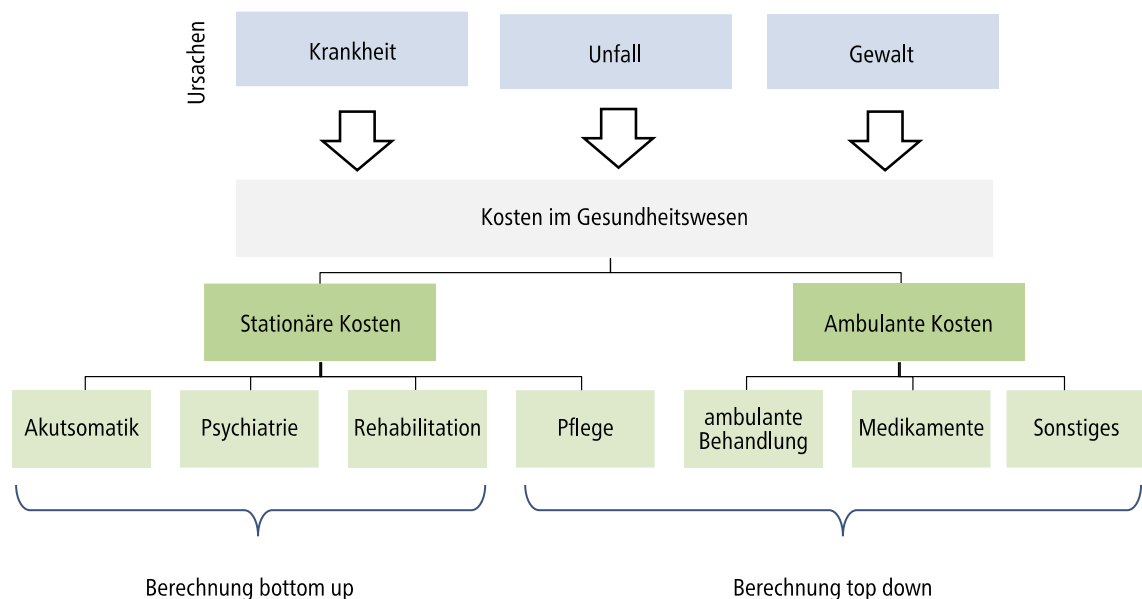 Ursachen
Krankheit
Unfall
Gewalt
Kosten im Gesundheitswesen
Stationäre Kosten
Ambulante Kosten
Akutsomatik
Psychiatrie
Rehabilitation
Pflege
ambulante
Behandlung
Medikamente
Sonstiges
Berechnung bottom up
Berechnung top down